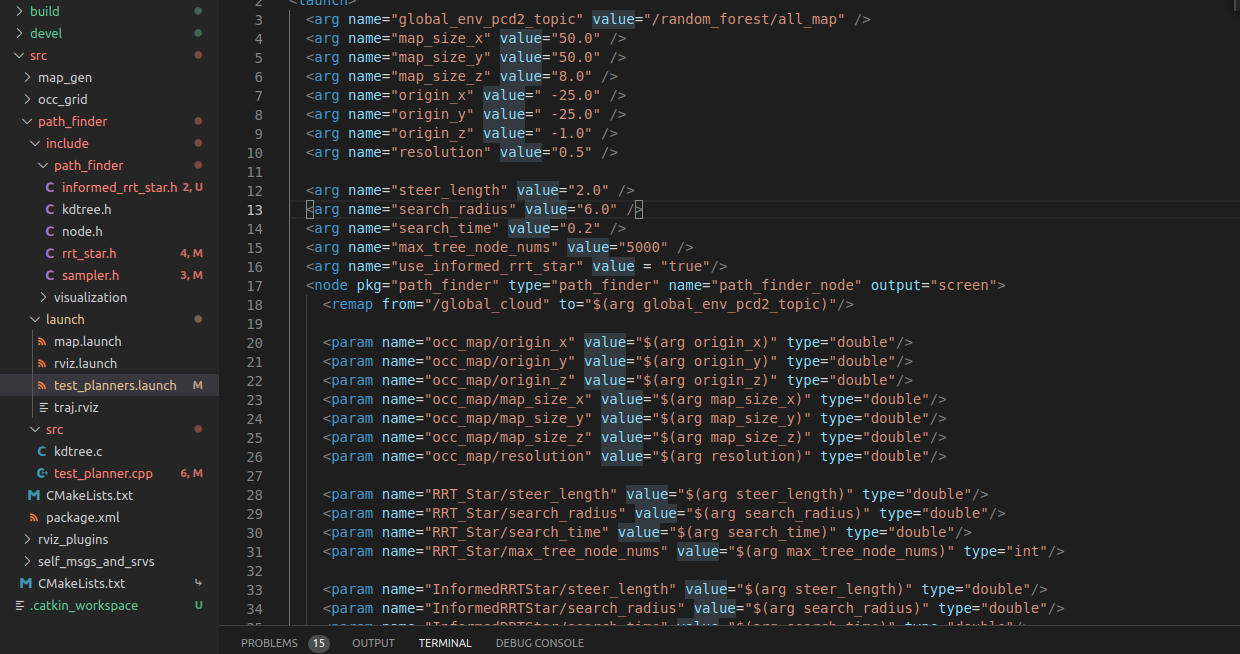 build
devel
src
map_gen
occ_grid
path_finder
include
path_finder
C informed_rrt_star.h 2, U
C kdtree.h
C node.h
C rrt_star.h 4, M
C sampler.h 3, M
visualization
launch
map.launch
rviz.launch
test_planners.launch M
traj.rviz
src
C kdtree.c
C+ test_planner.cpp 6, M
M CMakeLists.txt
package.xml
rviz_plugins
self_msgs_and_srvs
M CMakeLists.txt
.catkin_workspace U
2 <launch>
3 <arg name="global_env_pcd2_topic" value="/random_forest/all_map" />
4 <arg name="map_size_x" value="50.0" />
5 <arg name="map_size_y" value="50.0" />
6 <arg name="map_size_z" value="8.0" />
7 <arg name="origin_x" value=" -25.0" />
8 <arg name="origin_y" value=" -25.0" />
9 <arg name="origin_z" value=" -1.0" />
10 <arg name="resolution" value="0.5" />
11
12 <arg name="steer_length" value="2.0" />
13 <arg name="search_radius" value="6.0" />
14 <arg name="search_time" value="0.2" />
15 <arg name="max_tree_node_nums" value="5000" />
16 <arg name="use_informed_rrt_star" value = "true"/>
17 <node pkg="path_finder" type="path_finder" name="path_finder_node" output="screen">
18 <remap from="/global_cloud" to="$(arg global_env_pcd2_topic)"/>
19
20 <param name="occ_map/origin_x" value="$(arg origin_x)" type="double"/>
21 <param name="occ_map/origin_y" value="$(arg origin_y)" type="double"/>
22 <param name="occ_map/origin_z" value="$(arg origin_z)" type="double"/>
23 <param name="occ_map/map_size_x" value="$(arg map_size_x)" type="double"/>
24 <param name="occ_map/map_size_y" value="$(arg map_size_y)" type="double"/>
25 <param name="occ_map/map_size_z" value="$(arg map_size_z)" type="double"/>
26 <param name="occ_map/resolution" value="$(arg resolution)" type="double"/>
27
28 <param name="RRT_Star/steer_length" value="$(arg steer_length)" type="double"/>
29 <param name="RRT_Star/search_radius" value="$(arg search_radius)" type="double"/>
30 <param name="RRT_Star/search_time" value="$(arg search_time)" type="double"/>
31 <param name="RRT_Star/max_tree_node_nums" value="$(arg max_tree_node_nums)" type="int"/>
32
33 <param name="InformedRRTStar/steer_length" value="$(arg steer_length)" type="double"/>
34 <param name="InformedRRTStar/search_radius" value="$(arg search_radius)" type="double"/>
35 <param name="InformedRRTStar/search_time" value="$(arg search_time)" type="double"/>
PROBLEMS 15 OUTPUT TERMINAL DEBUG CONSOLE